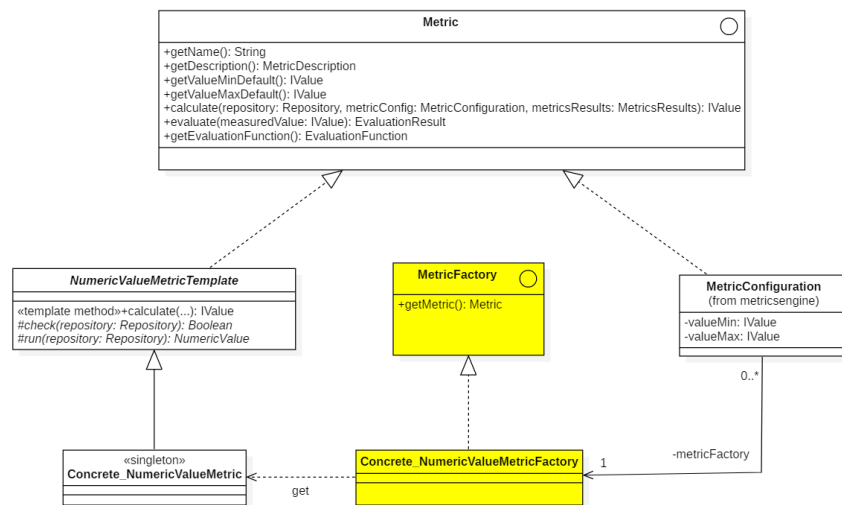 Metric
+getName(): String
+getDescription(): MetricDescription
+getValueMinDefault(): IValue
+getValueMaxDefault(): IValue
+calculate(repository: Repository, metricConfig: MetricConfiguration, metricsResults: MetricsResults): IValue
+evaluate(measuredValue: IValue): EvaluationResult
+getEvaluationFunction(): EvaluationFunction
NumericValueMetricTemplate
«template method»+calculate(...): IValue
#check(repository: Repository): Boolean
#run(repository: Repository): NumericValue
MetricFactory
+getMetric(): Metric
MetricConfiguration
(from metricsengine)
-valueMin: IValue
-valueMax: IValue
0..*
-metricFactory
1
«singleton»
Concrete_NumericValueMetric
get
Concrete_NumericValueMetricFactory